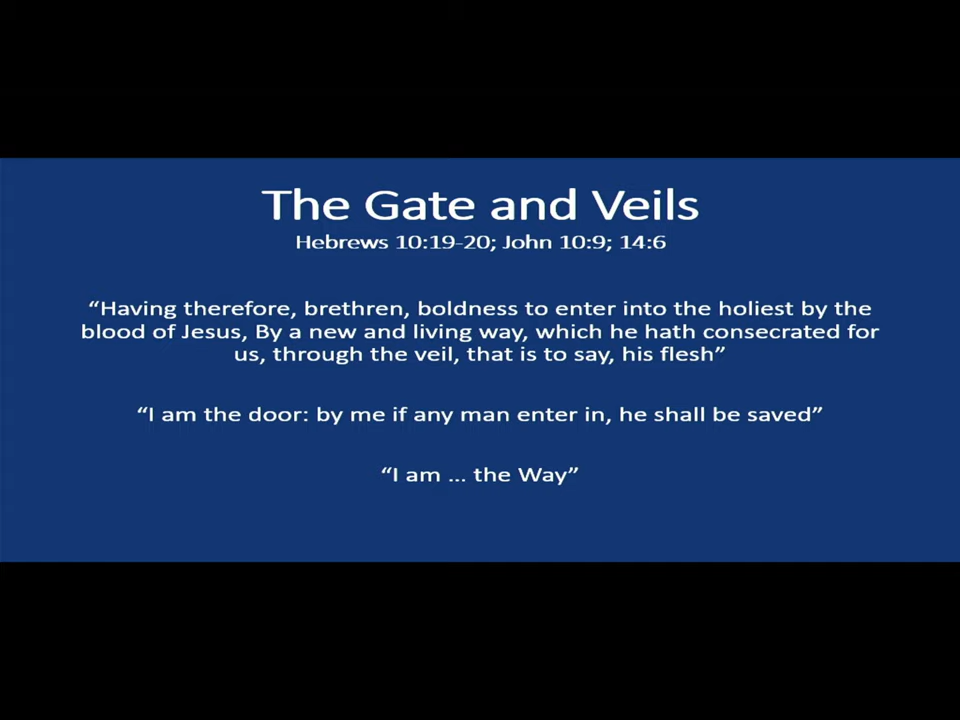 The Gate and Veils
Hebrews 10:19-20; John 10:9; 14:6
“Having therefore, brethren, boldness to enter into the holiest by the
blood of Jesus, By a new and living way, which he hath consecrated for
us, through the veil, that is to say, his flesh”
“I am the door: by me if any man enter in, he shall be saved”
“I am … the Way”